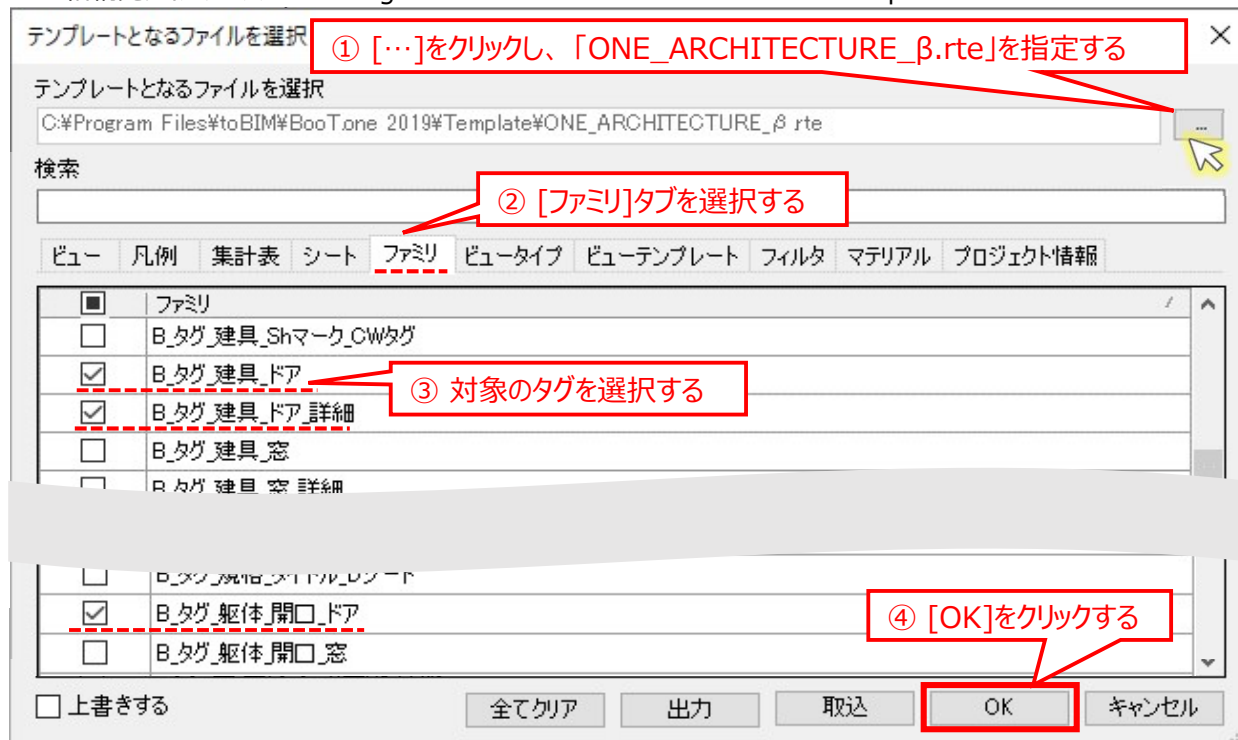 テンプレートとなるファイルを選択
① […]をクリックし、「ONE_ARCHITECTURE_β.rte」を指定する
テンプレートとなるファイルを選択
C:¥Program Files¥toBIM¥BooT.one 2019¥Template¥ONE_ARCHITECTURE_β rte
...
検索
② [ファミリ]タブを選択する
ビュー 凡例 集計表 シート ファミリ ビュータイプ ビューテンプレート フィルタ マテリアル プロジェクト情報
ファミリ
B_タグ_建具_Shマーク_CWタグ
B_タグ_建具_ドア
③ 対象のタグを選択する
B_タグ_建具_ドア_詳細
B_タグ_建具_窓
B_タグ_建具_窓_詳細
B_タグ_躯体_開口_ドア
④ [OK]をクリックする
B_タグ_躯体_開口_窓
上書きする
全てクリア 出力 取込 OK キャンセル